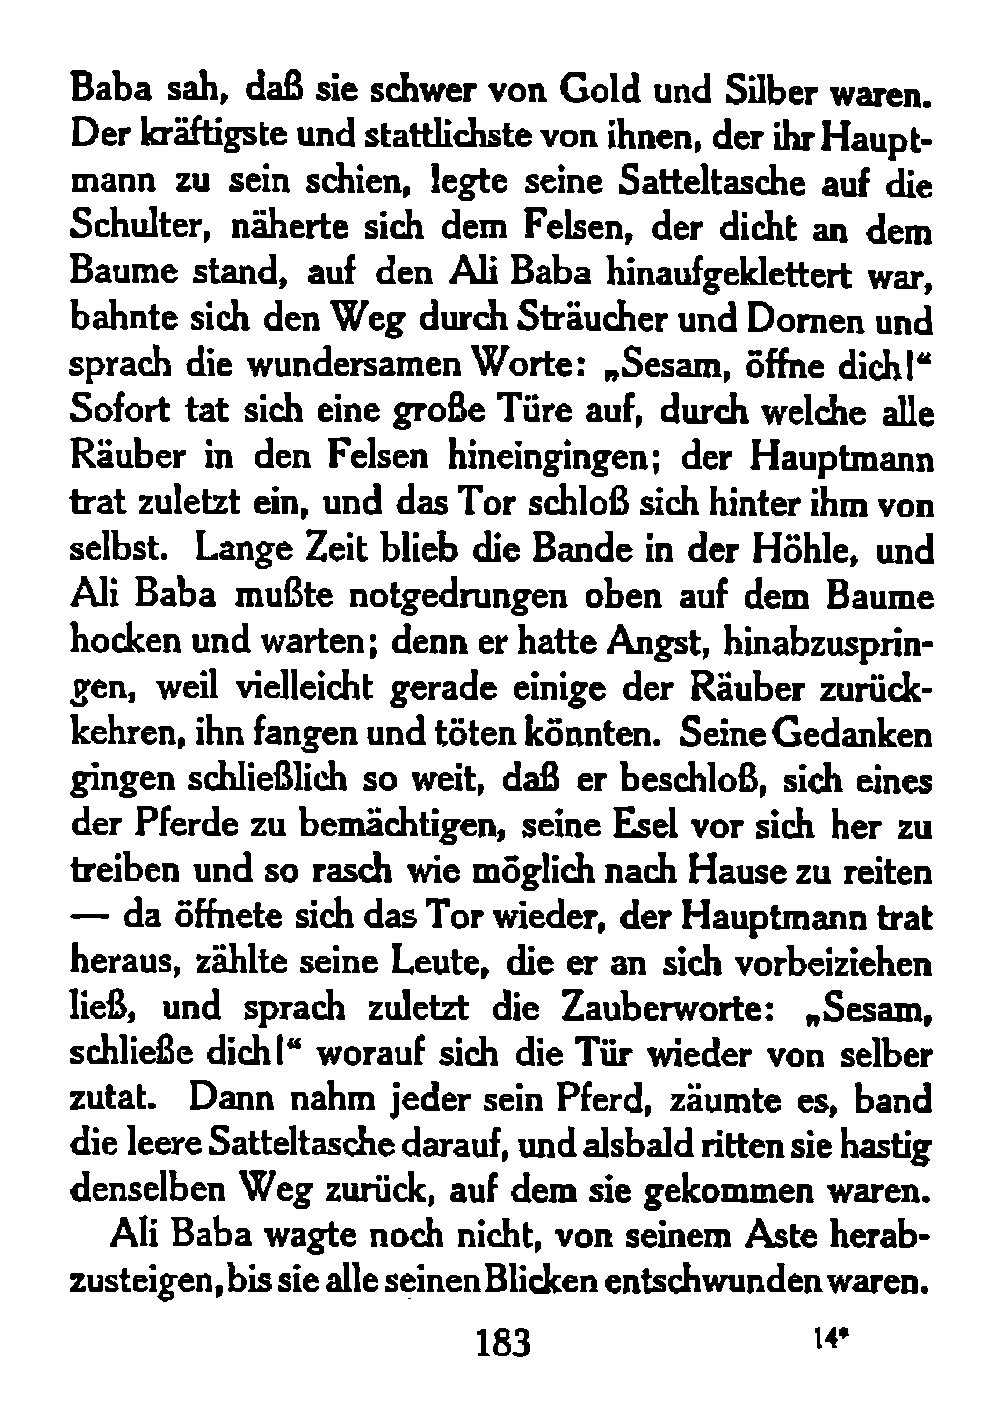 Baba sah, daß sie schwer von Gold und Silber waren.
Der kräftigste und stattlichste von ihnen, der ihr Haupt-
mann zu sein schien, legte seine Satteltasche auf die
Schulter, näherte sich dem Felsen, der dicht an dem
Baume stand, auf den Ali Baba hinaufgeklettert war,
bahnte sich den Weg durch Sträucher und Dornen und
sprach die wundersamen Worte: „Sesam, öffne dich!“
Sofort tat sich eine große Türe auf, durch welche alle
Räuber in den Felsen hineingingen; der Hauptmann
trat zuletzt ein, und das Tor schloß sich hinter ihm von
selbst. Lange Zeit blieb die Bande in der Höhle, und
Ali Baba mußte notgedrungen oben auf dem Baume
hocken und warten; denn er hatte Angst, hinabzusprin-
gen, weil vielleicht gerade einige der Räuber zurück-
kehren, ihn fangen und töten könnten. Seine Gedanken
gingen schließlich so weit, daß er beschloß, sich eines
der Pferde zu bemächtigen, seine Esel vor sich her zu
treiben und so rasch wie möglich nach Hause zu reiten
— da öffnete sich das Tor wieder, der Hauptmann trat
heraus, zählte seine Leute, die er an sich vorbeiziehen
ließ, und sprach zuletzt die Zauberworte: „Sesam,
schließe dich!“ worauf sich die Tür wieder von selber
zutat. Dann nahm jeder sein Pferd, zäumte es, band
die leere Satteltasche darauf, und alsbald ritten sie hastig
denselben Weg zurück, auf dem sie gekommen waren.
Ali Baba wagte noch nicht, von seinem Aste herab-
zusteigen, bis sie alle seinen Blicken entschwunden waren.
183 14*